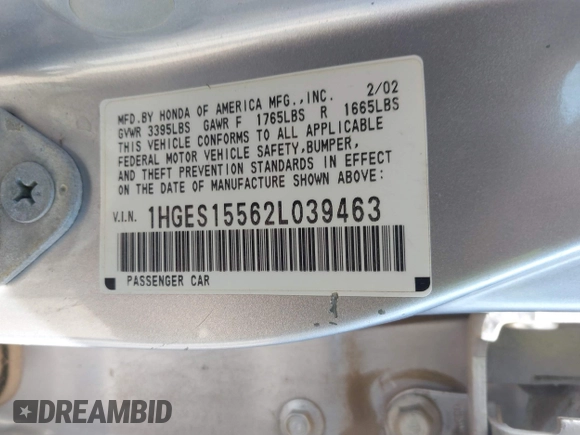 MFD.BY HONDA OF AMERICA MFG.,INC. 2/02
GVWR 3395LBS GAWR F 1765LBS R 1665LBS
THIS VEHICLE CONFORMS TO ALL APPLICABLE
FEDERAL MOTOR VEHICLE SAFETY,BUMPER,
AND THEFT PREVENTION STANDARDS IN EFFECT
ON THE DATE OF MANUFACTURE SHOWN ABOVE.
V.I.N. 1HGES15562L039463
PASSENGER CAR
DREAMBID